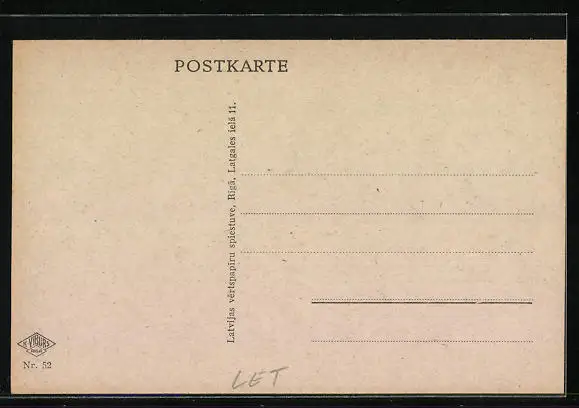 POSTKARTE
Latvijas vērtspapīru spiestuve, Rīgā, Latgales ielā 11.
Nr. 52
LET